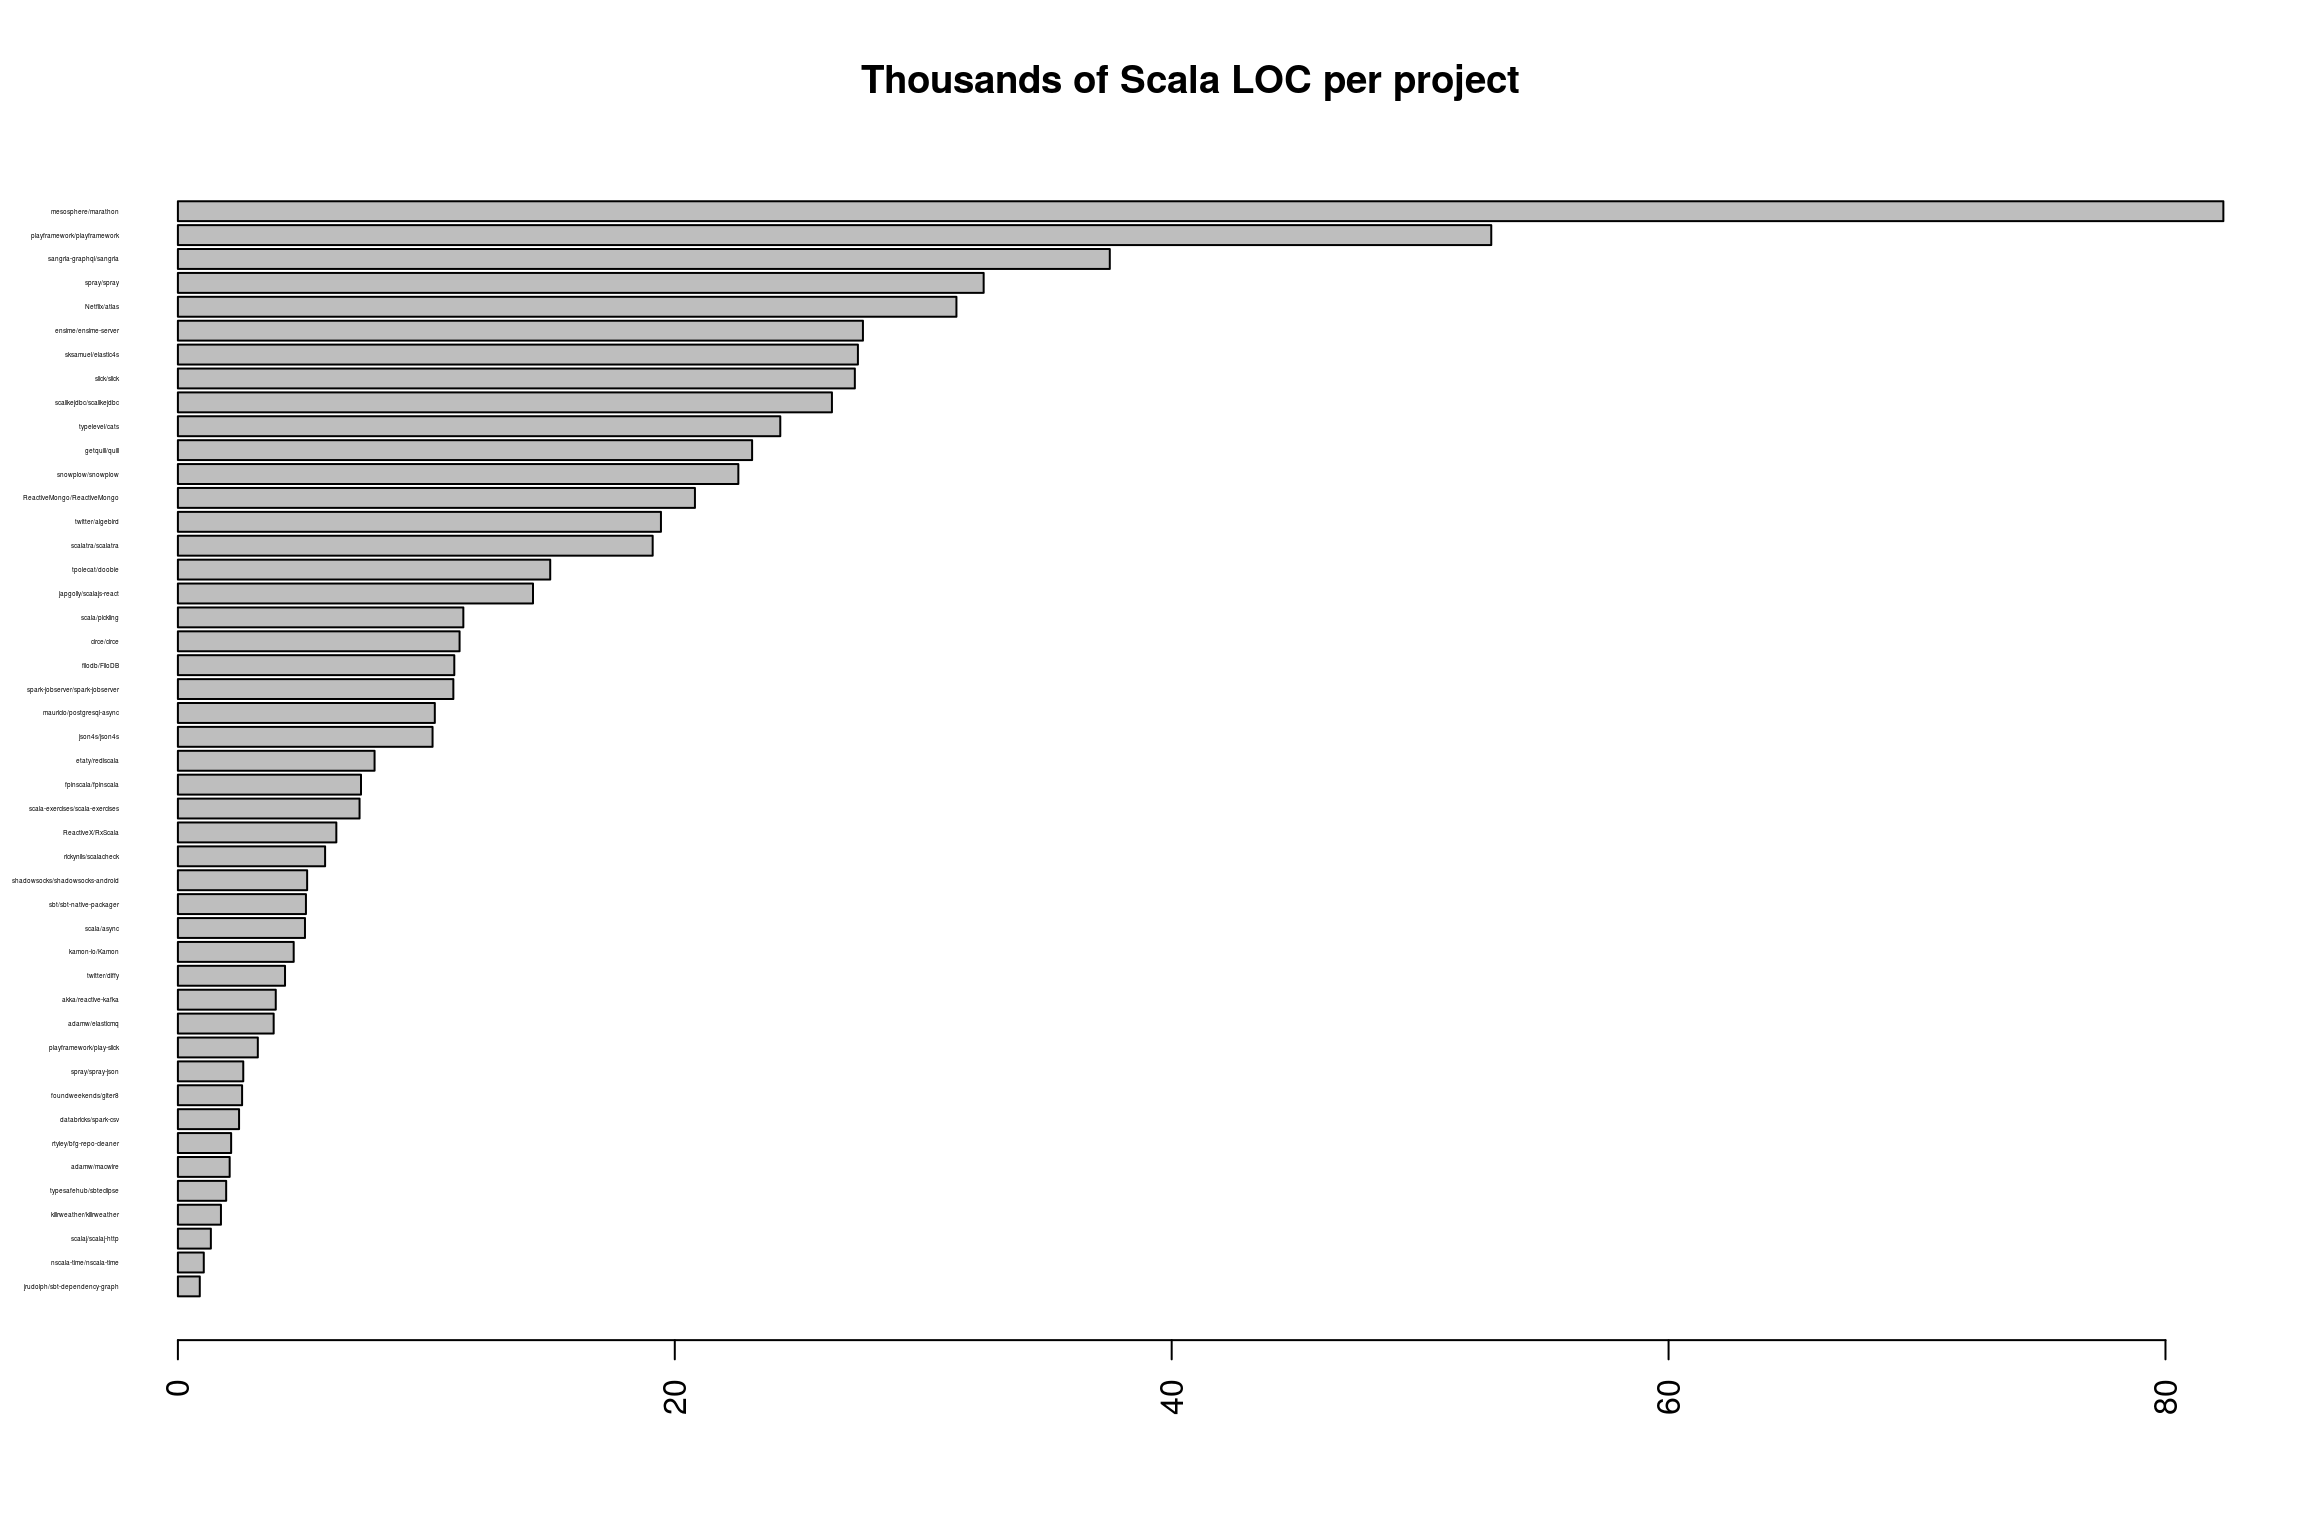 Thousands of Scala LOC per project
mesosphere/marathon
playframework/playframework
sangria-graphql/sangria
spray/spray
Netflix/atlas
ensime/ensime-server
sksamuel/elastic4s
slick/slick
scalikejdbc/scalikejdbc
typelevel/cats
getquill/quill
snowplow/snowplow
ReactiveMongo/ReactiveMongo
twitter/algebird
scalatra/scalatra
tpolecat/doobie
japgolly/scalajs-react
scala/pickling
circe/circe
filodb/FiloDB
spark-jobserver/spark-jobserver
mauricio/postgresql-async
json4s/json4s
etaty/rediscala
fpinscala/fpinscala
scala-exercises/scala-exercises
ReactiveX/RxScala
rickynils/scalacheck
shadowsocks/shadowsocks-android
sbt/sbt-native-packager
scala/async
kamon-io/Kamon
twitter/diffy
akka/reactive-kafka
adamw/elasticmq
playframework/play-slick
spray/spray-json
foundweekends/giter8
databricks/spark-csv
rtyley/bfg-repo-cleaner
adamw/macwire
typesafehub/sbteclipse
killrweather/killrweather
scalaj/scalaj-http
nscala-time/nscala-time
jrudolph/sbt-dependency-graph
0 20 40 60 80